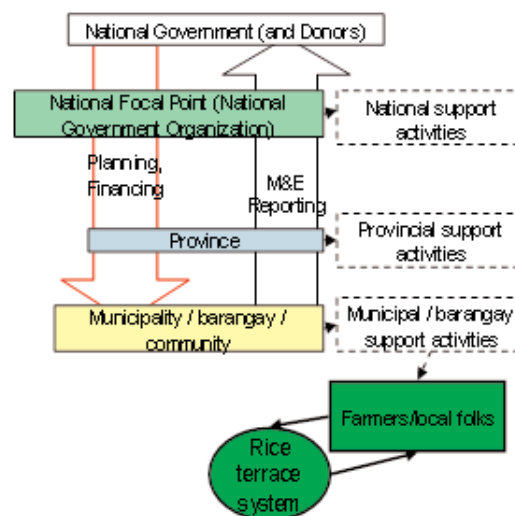 National Government (and Donors)
National Focal Point (National
Government Organization)
National support
activities
Planning,
Financing
M&E
Reporting
Province
Provincial support
activities
Municipality / barangay /
community
Municipal / barangay
support activities
Farmers/local folks
Rice
terrace
system